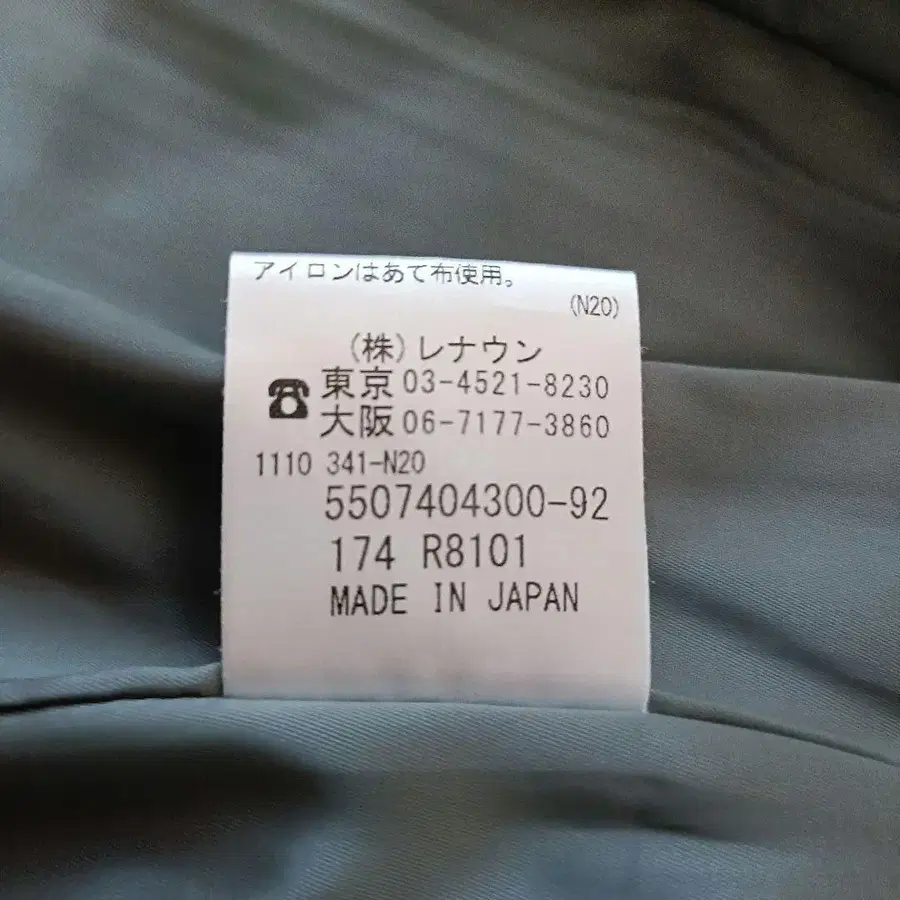 アイロンはあて布使用。
(N20)
(株)レナウン
東京 03-4521-8230
大阪 06-7177-3860
1110 341-N20
5507404300-92
174 R8101
MADE IN JAPAN